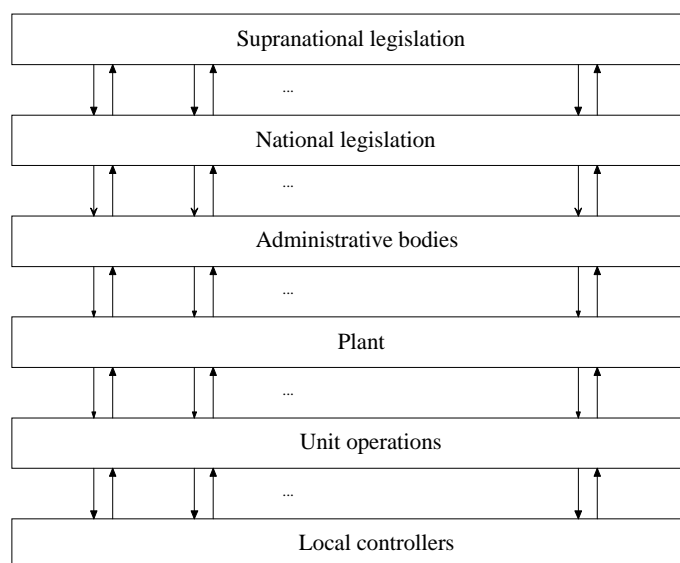 Supranational legislation
...
National legislation
...
Administrative bodies
...
Plant
...
Unit operations
...
Local controllers